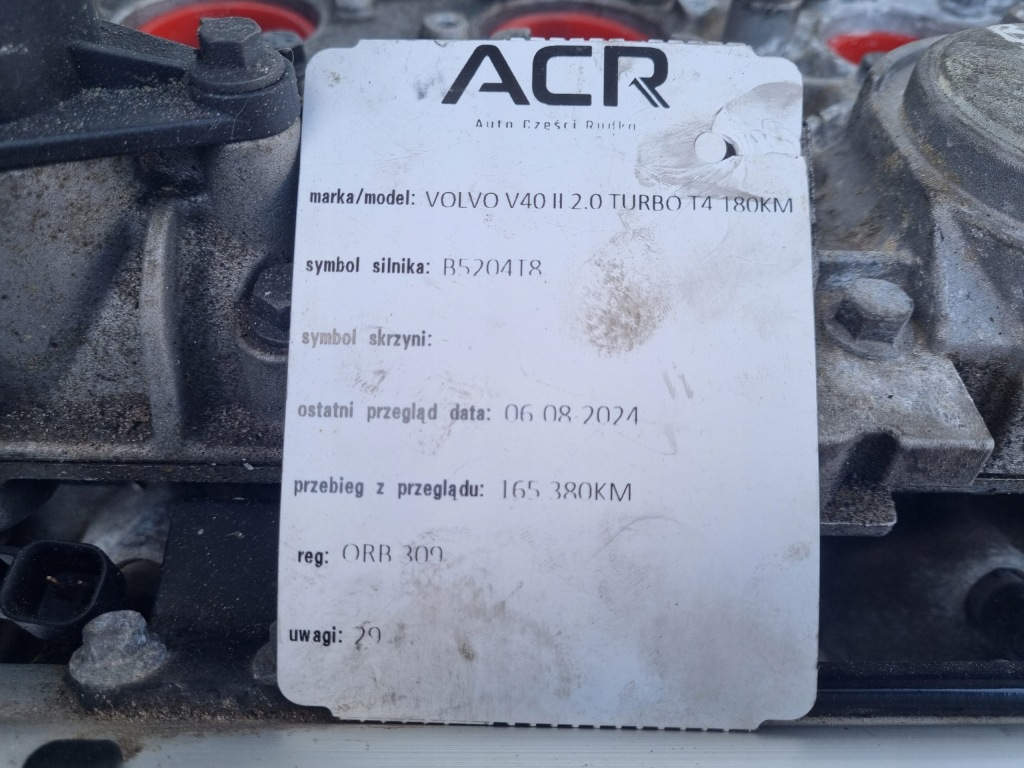 ACR
Auto Części Rudko
marka/model: VOLVO V40 II 2.0 TURBO T4 180KM
symbol silnika: B5204T8
symbol skrzyni:
ostatni przegląd data: 06.08.2024
przebieg z przeglądu: 165 380KM
reg: ORB 309
uwagi: 29